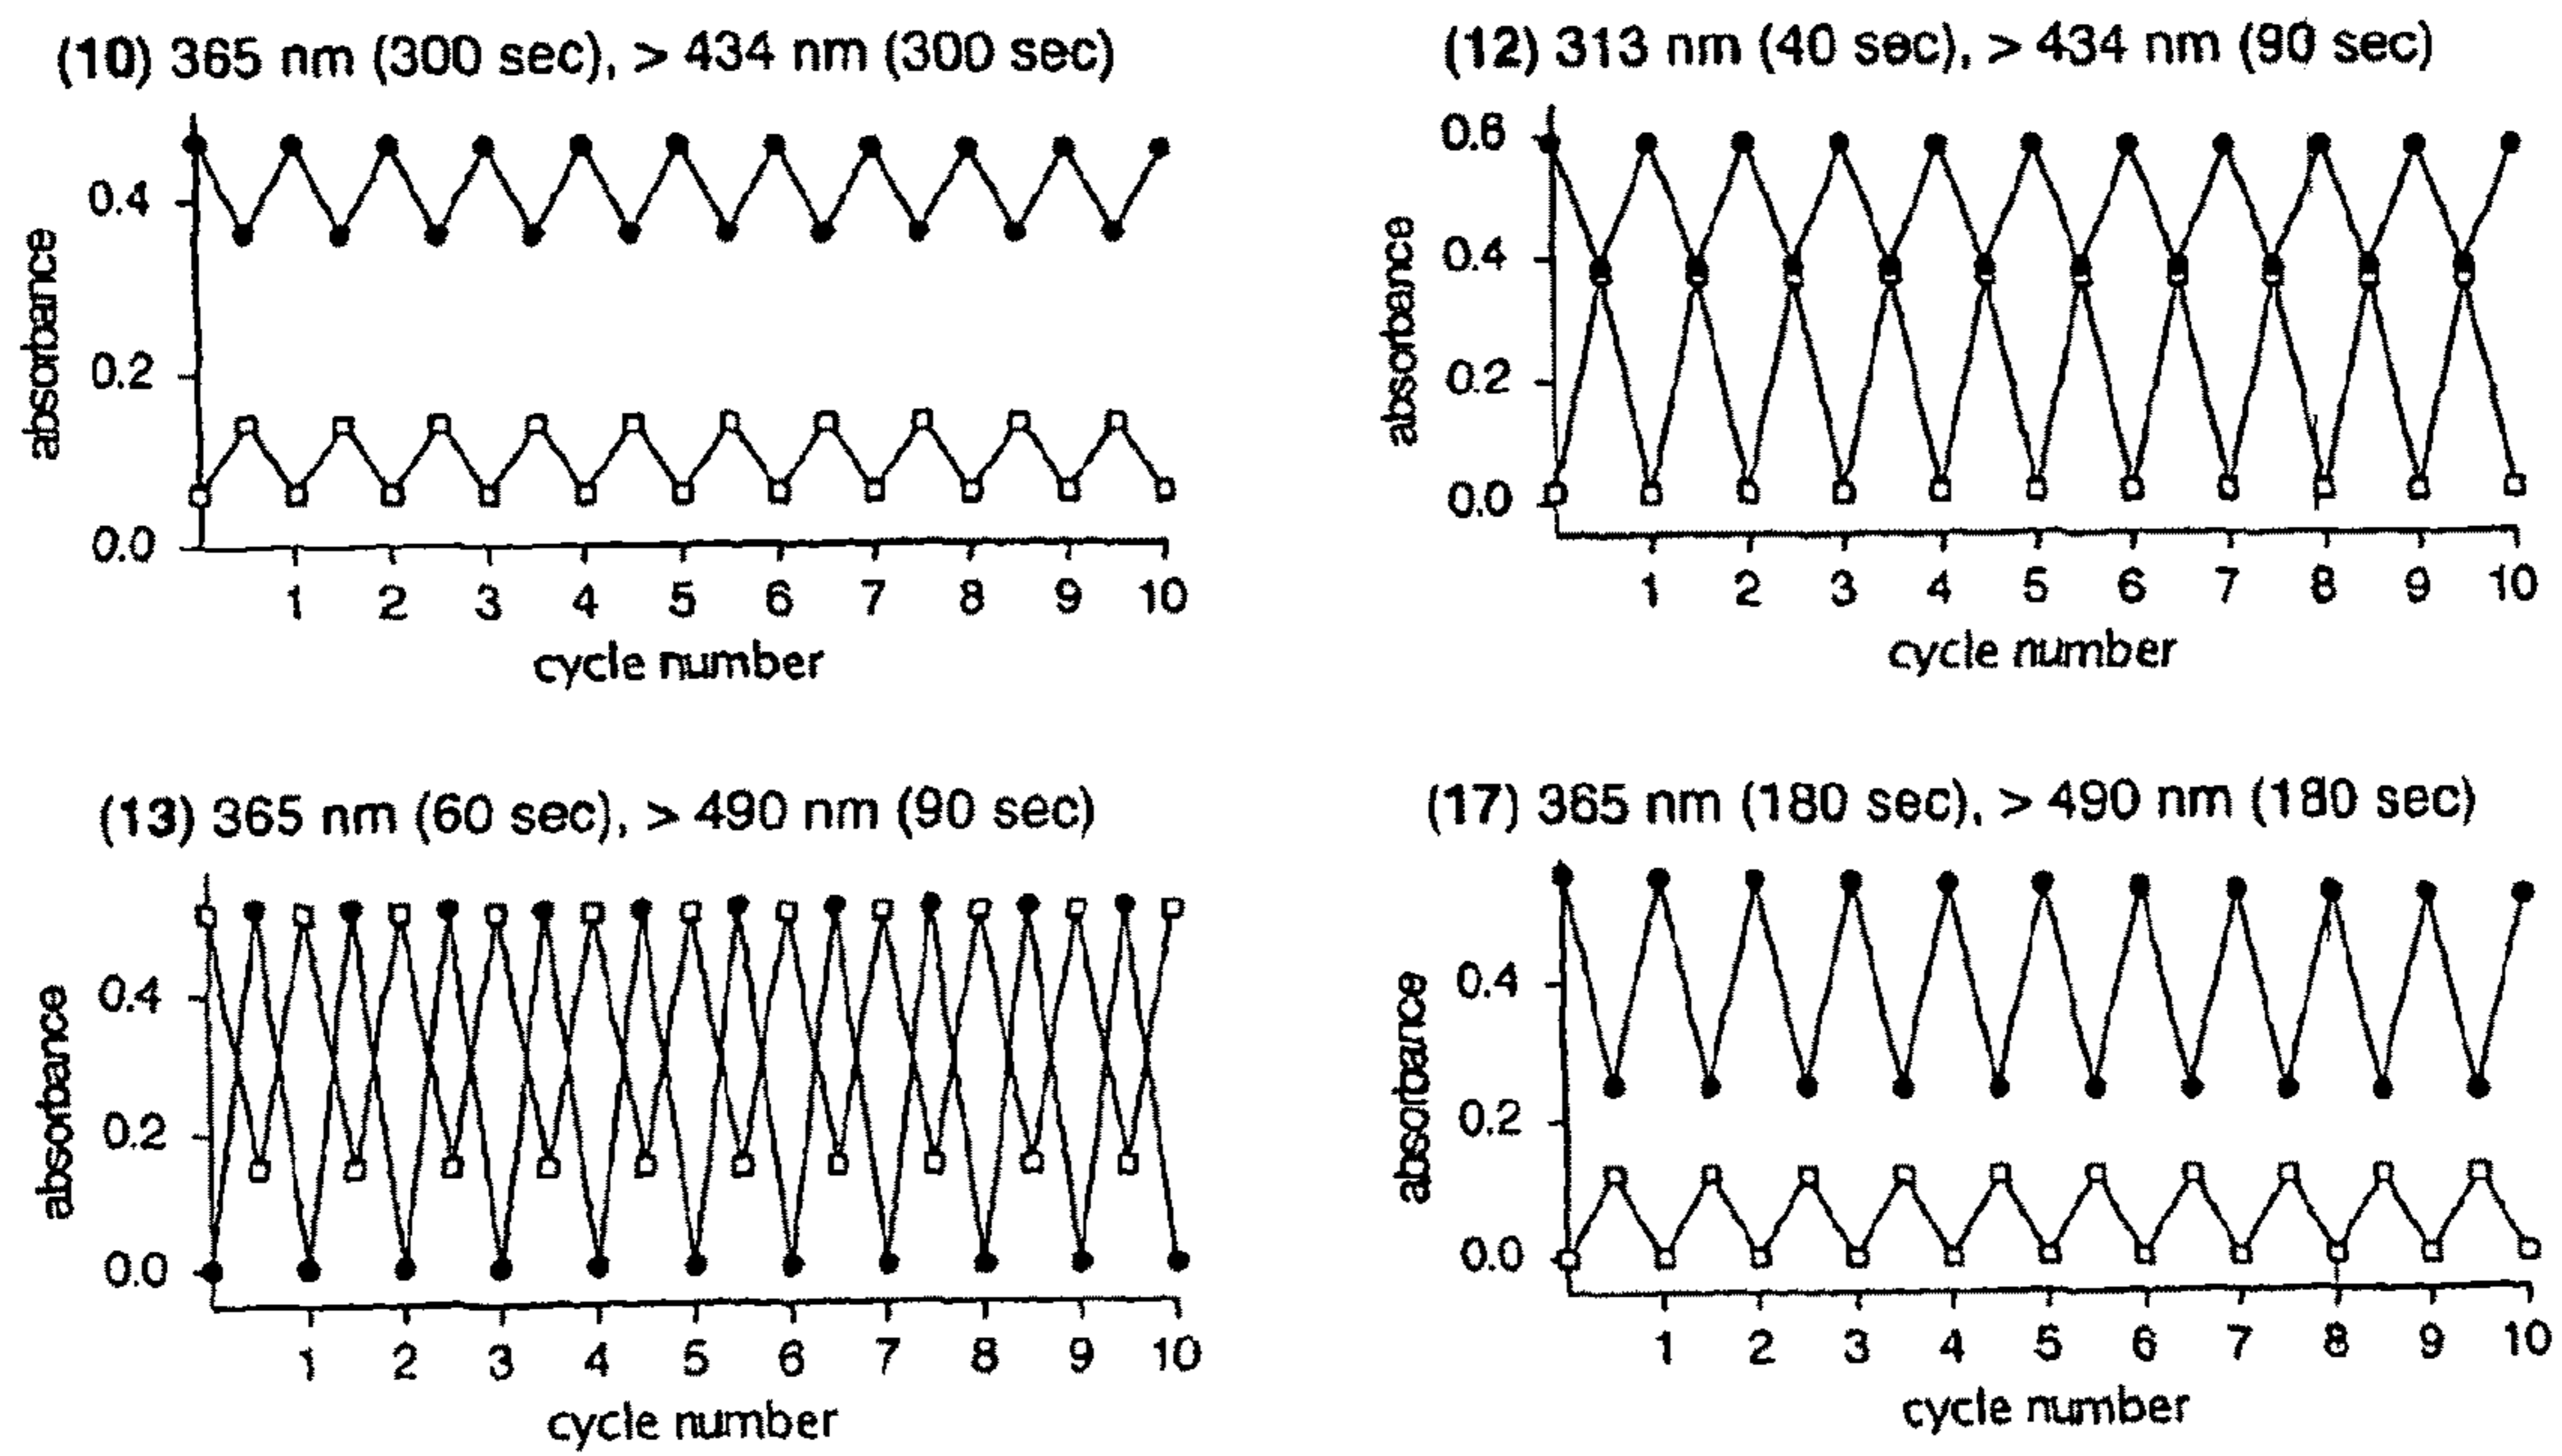 (10) 365 nm (300 sec), > 434 nm (300 sec)
absorbance
0.4
0.2
0.0
1 2 3 4 5 6 7 8 9 10
cycle number
(12) 313 nm (40 sec), > 434 nm (90 sec)
absorbance
0.6
0.4
0.2
0.0
1 2 3 4 5 6 7 8 9 10
cycle number
(13) 365 nm (60 sec), > 490 nm (90 sec)
absorbance
0.4
0.2
0.0
1 2 3 4 5 6 7 8 9 10
cycle number
(17) 365 nm (180 sec), > 490 nm (180 sec)
absorbance
0.4
0.2
0.0
1 2 3 4 5 6 7 8 9 10
cycle number